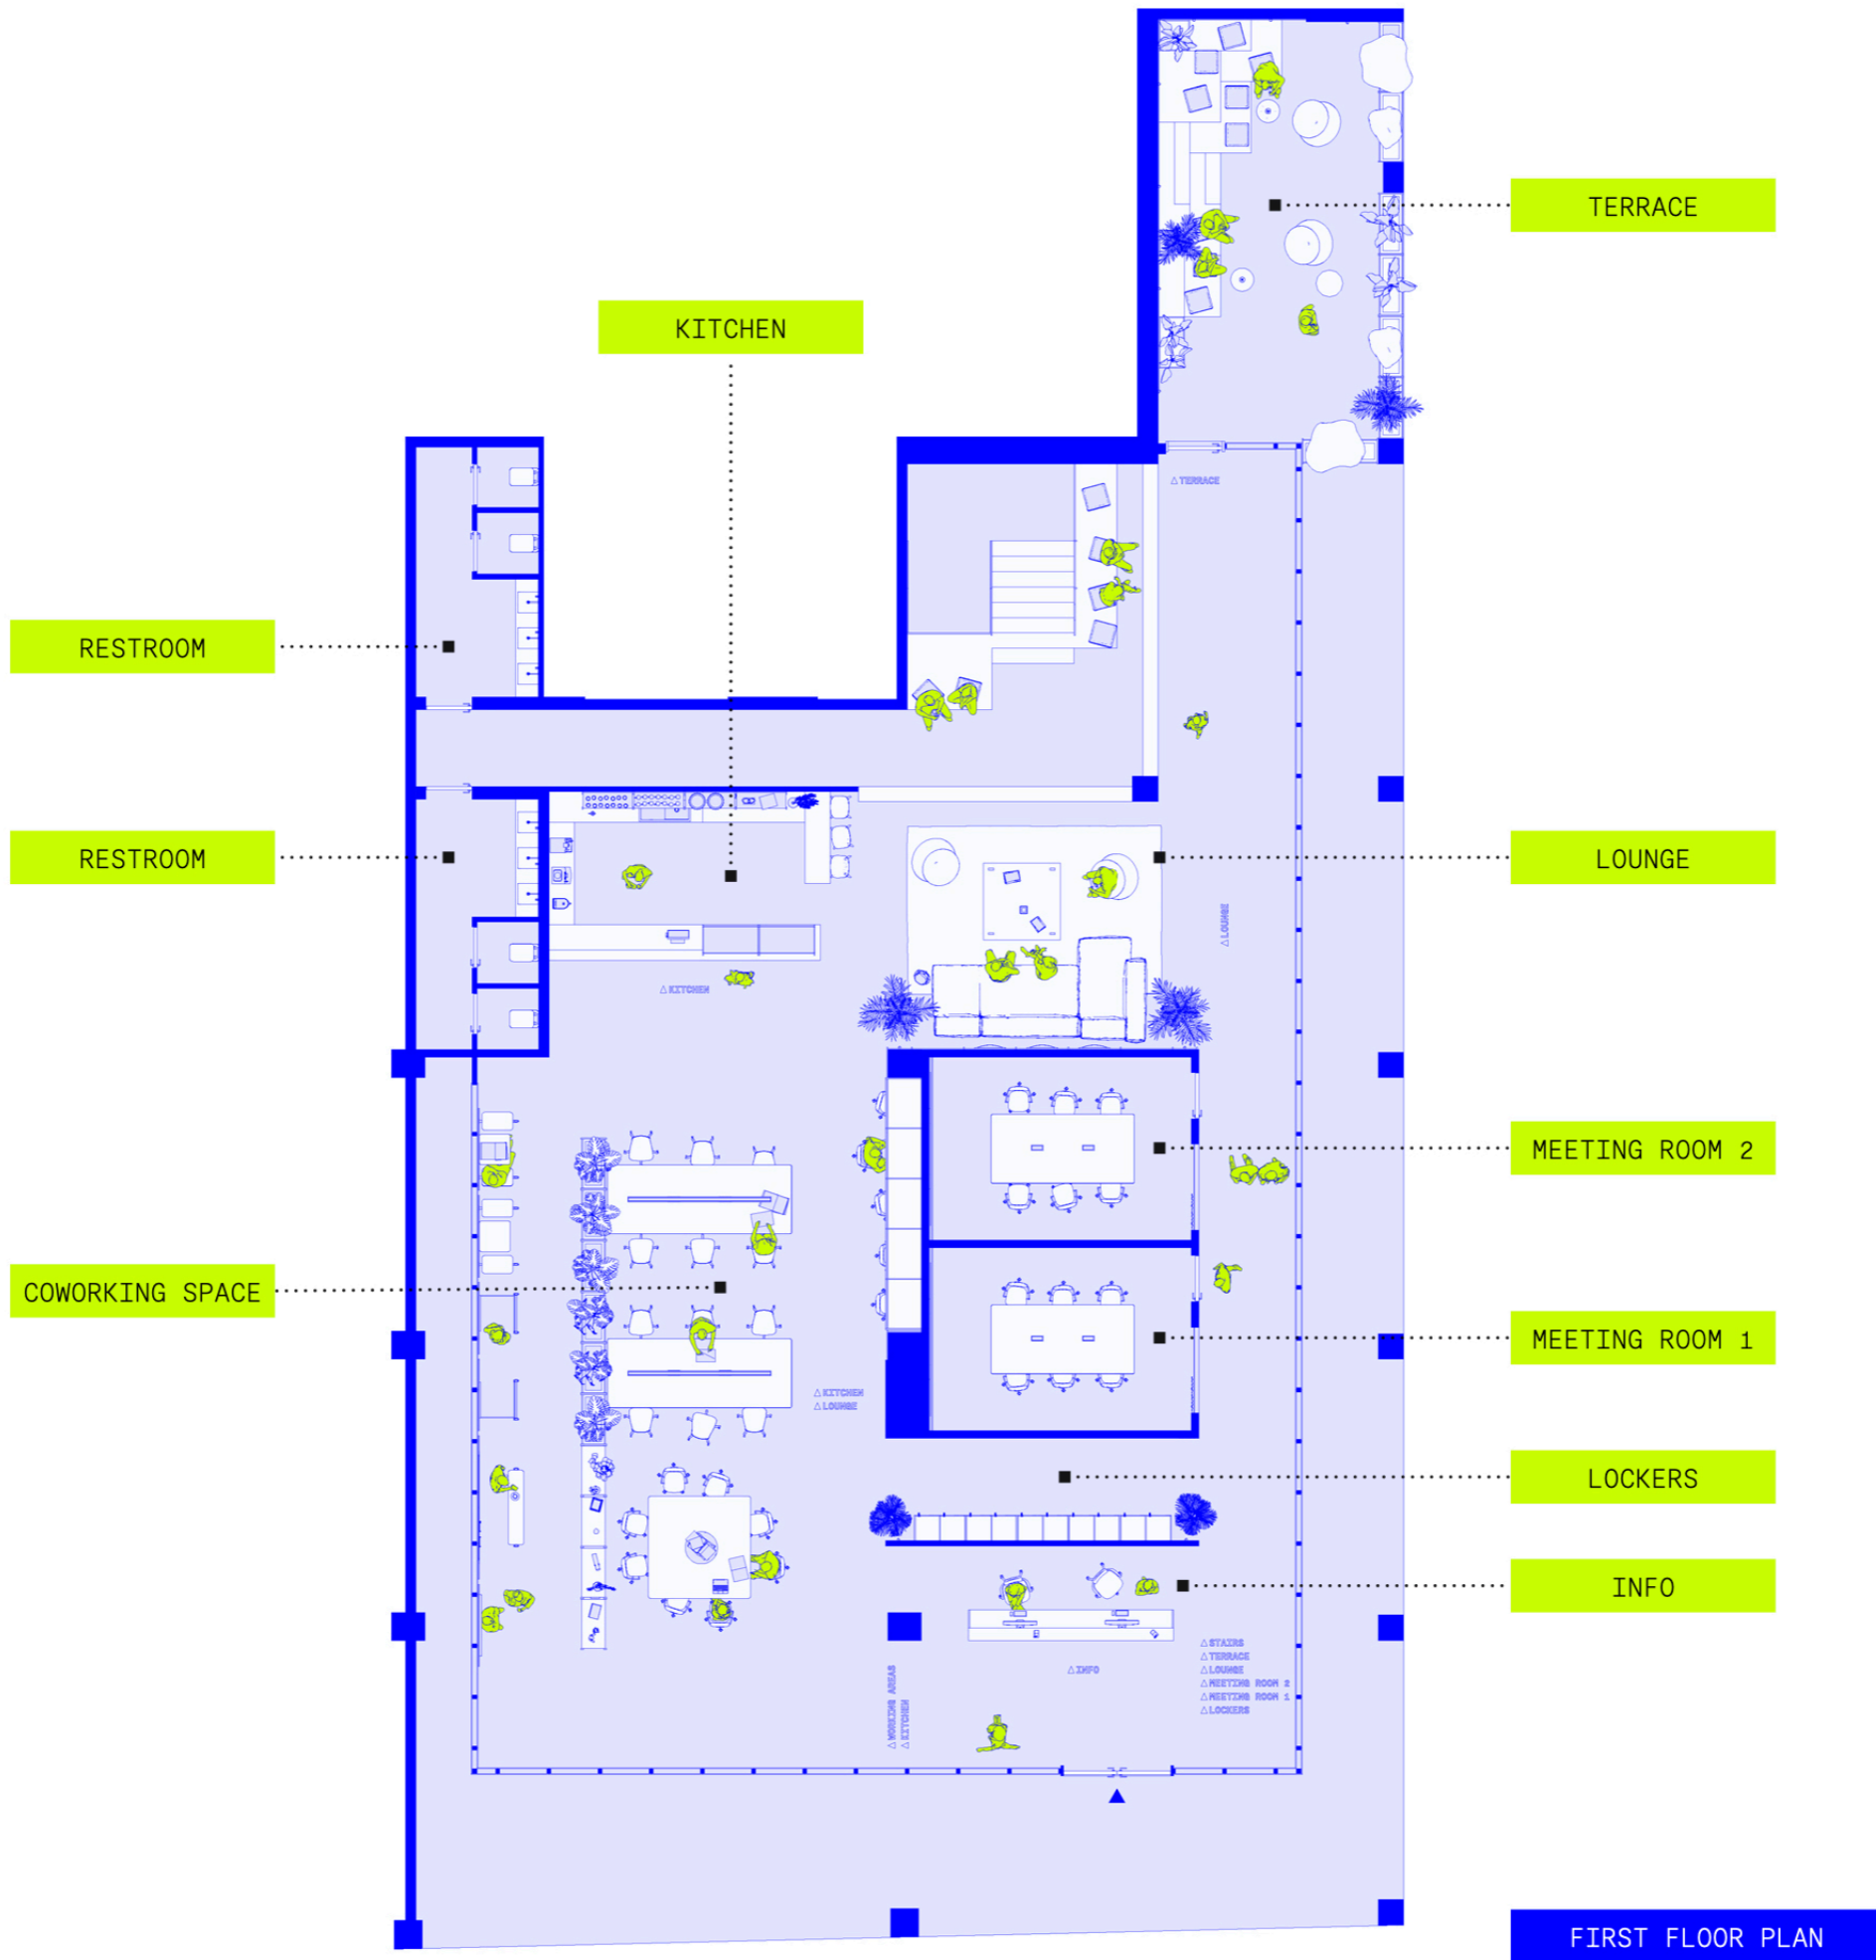 TERRACE
KITCHEN
△TERRACE
RESTROOM
RESTROOM
LOUNGE
△LOUNGE
△KITCHEN
MEETING ROOM 2
COWORKING SPACE
MEETING ROOM 1
△KITCHEN
△LOUNGE
LOCKERS
INFO
△STAIRS
△TERRACE
△LOUNGE
△MEETING ROOM 2
△MEETING ROOM 1
△LOCKERS
△INFO
△WORKING AREAS
△KITCHEN
FIRST FLOOR PLAN